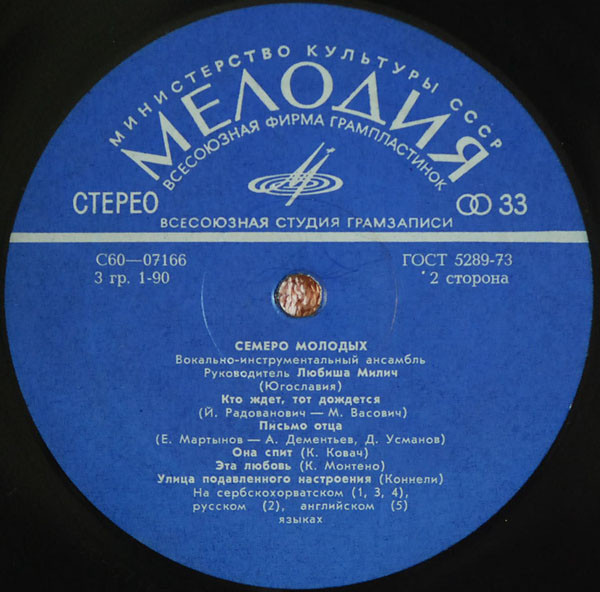 МИНИСТЕРСТВО КУЛЬТУРЫ СССР
МЕЛОДИЯ
ВСЕСОЮЗНАЯ ФИРМА ГРАМПЛАСТИНОК
СТЕРЕО
33
ВСЕСОЮЗНАЯ СТУДИЯ ГРАМЗАПИСИ
С60—07166
ГОСТ 5289-73
3 гр. 1-90
2 сторона
СЕМЕРО МОЛОДЫХ
Вокально-инструментальный ансамбль
Руководитель Любиша Милич
(Югославия)
Кто ждет, тот дождется
(Й. Радованович — М. Васович)
Письмо отца
(Е. Мартынов — А. Дементьев, Д. Усманов)
Она спит (К. Ковач)
Эта любовь (К. Монтено)
Улица подавленного настроения (Коннели)
На сербскохорватском (1, 3, 4),
русском (2), английском (5)
языках